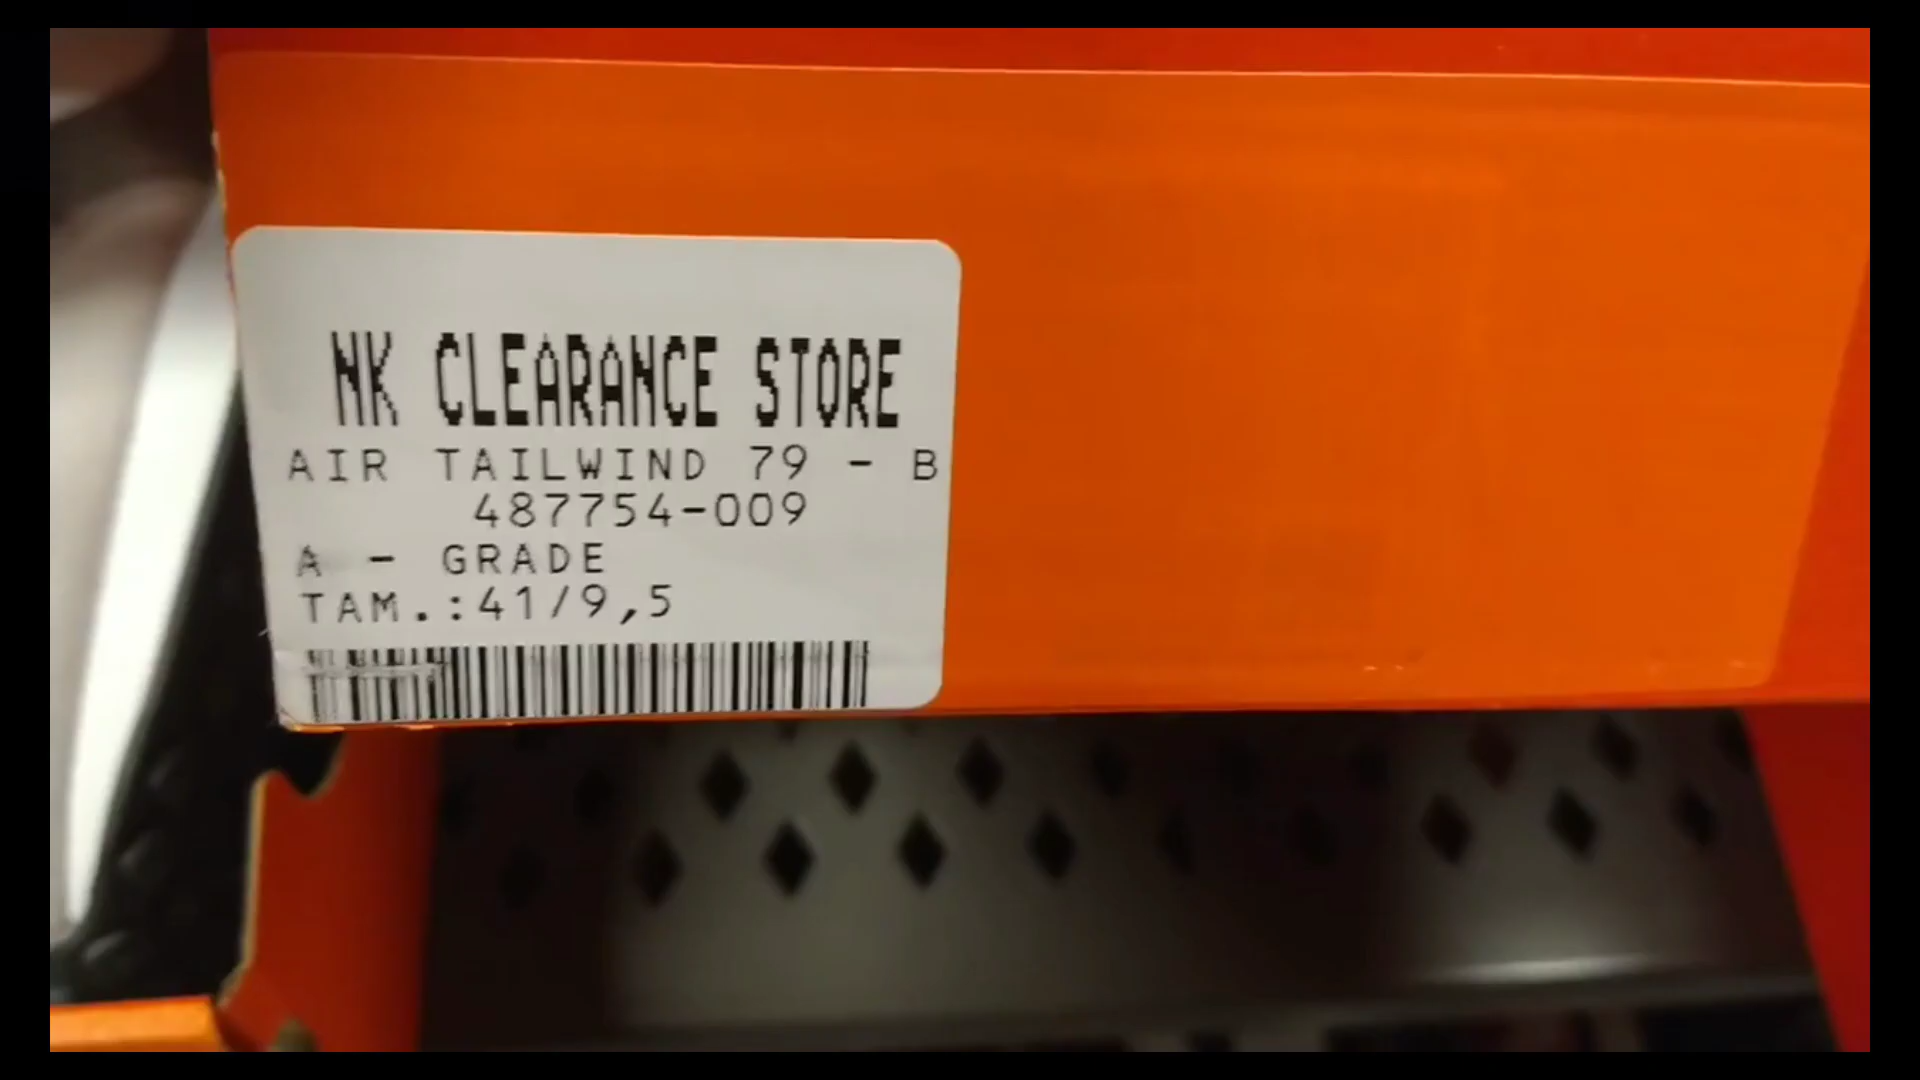 NK CLEARANCE STORE
AIR TAILWIND 79 - B
487754-009
A - GRADE
TAM.:41/9,5